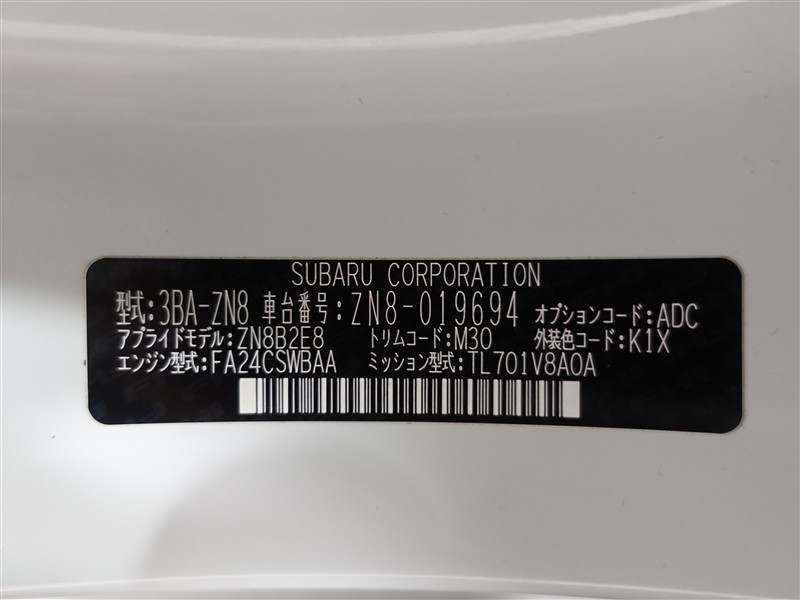 SUBARU CORPORATION
型式:3BA-ZN8 車台番号:ZN8-019694 オプションコード:ADC
アプライドモデル:ZN8B2E8 トリムコード:M30 外装色コード:K1X
エンジン型式:FA24CSWBAA ミッション型式:TL701V8A0A